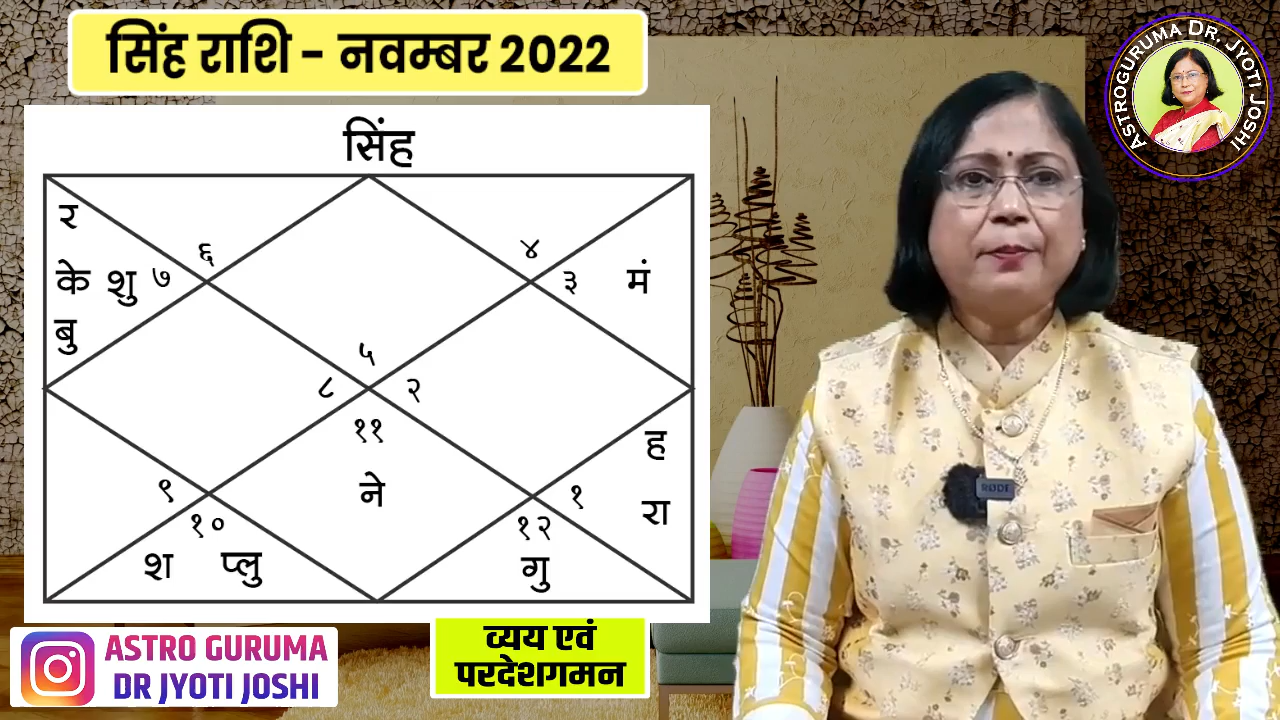 सिंह राशि - नवम्बर 2022
ASTROGURUMA DR. JYOTI JOSHI
सिंह
र
के शु ७
बु
६
४
३ मं
५
८ २
११
ने
ह
१
रा
९
१०
श प्लु
१२
गु
RØDE
ASTRO GURUMA
DR JYOTI JOSHI
व्यय एवं
परदेशगमन